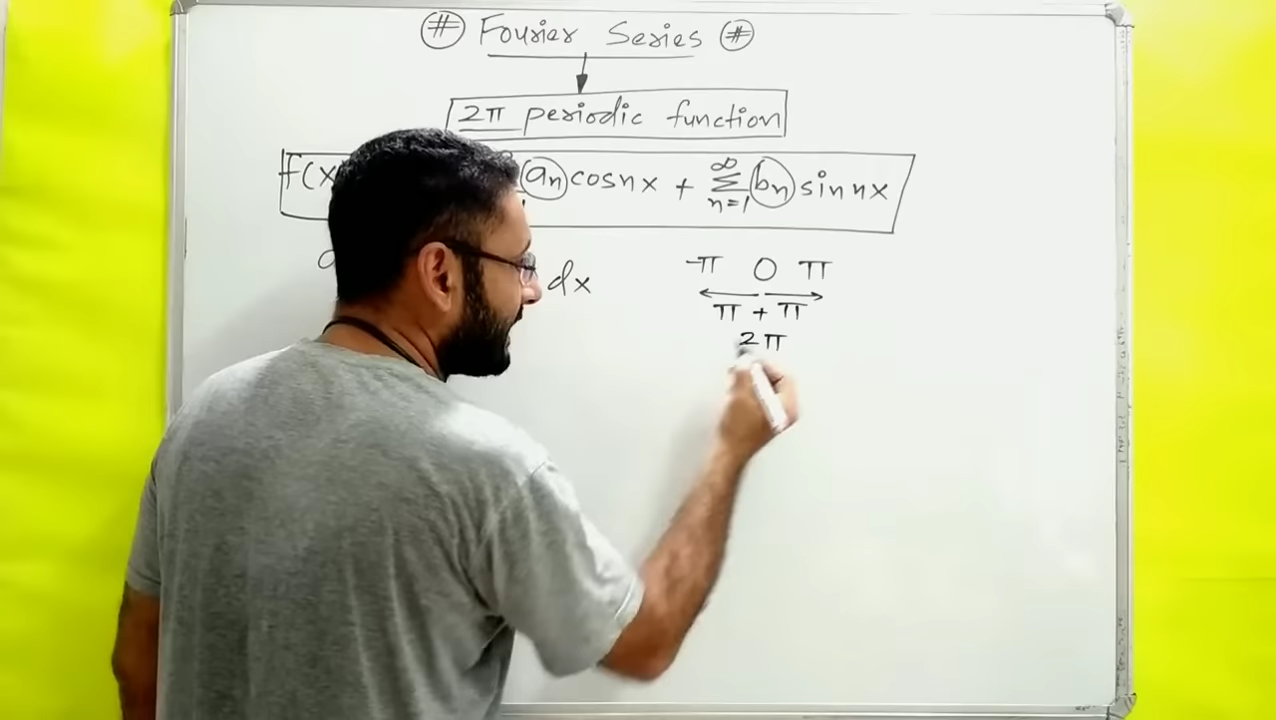 # Fourier Series #
2π periodic function
f(x an cosnx + ∞ Σ n=1 bn sinnx
dx
-π 0 π
π + π
2π